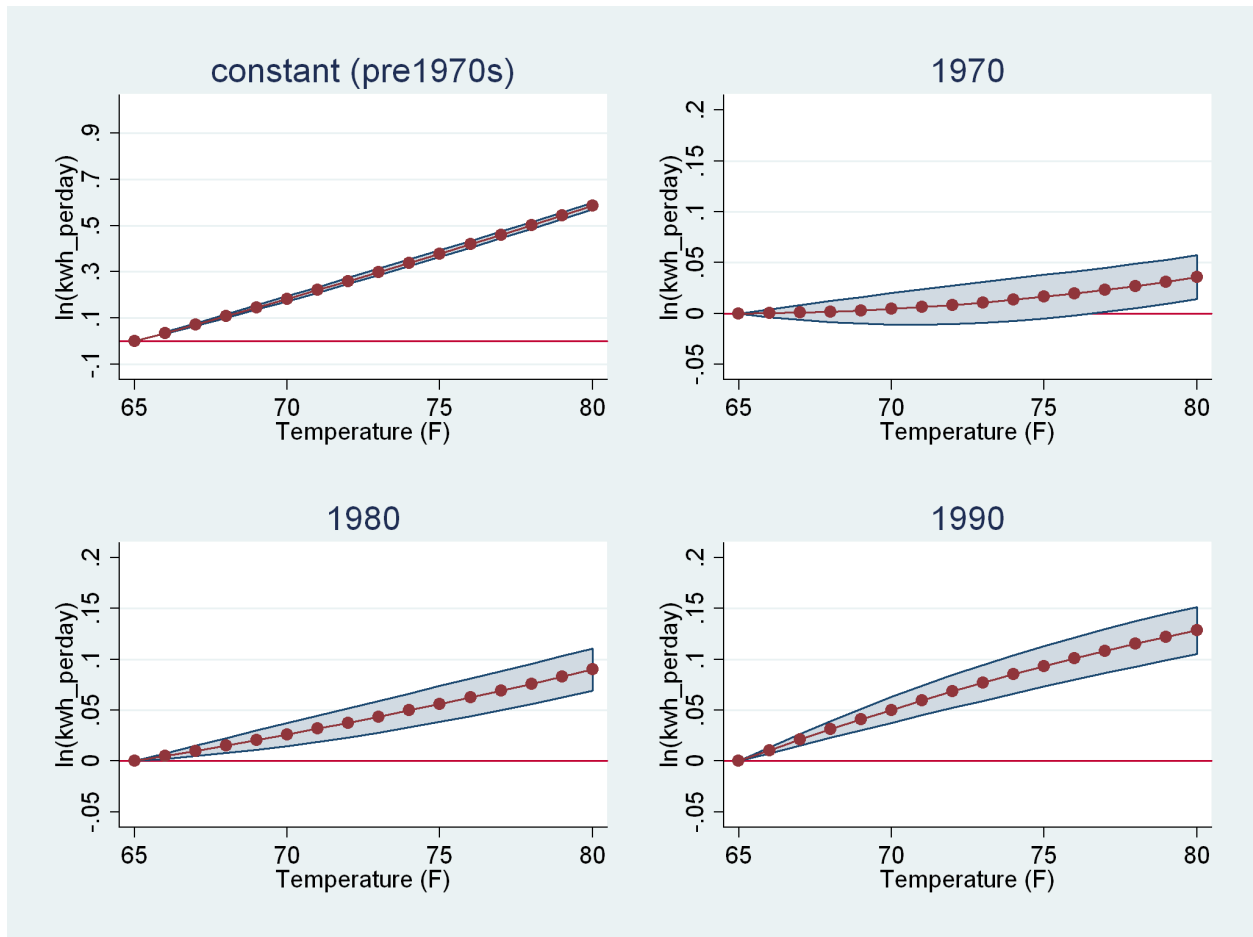 constant (pre1970s)
ln(kwh_perday)
.9
.7
.5
.3
.1
-.1
65 70 75 80
Temperature (F)
1970
ln(kwh_perday)
.2
.15
.1
.05
0
-.05
65 70 75 80
Temperature (F)
1980
ln(kwh_perday)
.2
.15
.1
.05
0
-.05
65 70 75 80
Temperature (F)
1990
ln(kwh_perday)
.2
.15
.1
.05
0
-.05
65 70 75 80
Temperature (F)